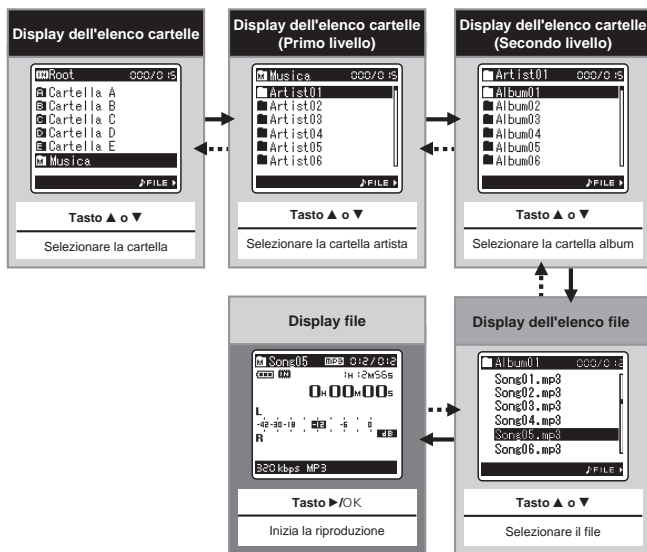 Display dell'elenco cartelle
IN Root 000/015
A Cartella A
B Cartella B
C Cartella C
D Cartella D
E Cartella E
M Musica
♪FILE ▶
Tasto ▲ o ▼
Selezionare la cartella
Display dell'elenco cartelle
(Primo livello)
M Musica 000/015
Artist01
Artist02
Artist03
Artist04
Artist05
Artist06
♪FILE ▶
Tasto ▲ o ▼
Selezionare la cartella artista
Display dell'elenco cartelle
(Secondo livello)
Artist01 000/015
Album01
Album02
Album03
Album04
Album05
Album06
♪FILE ▶
Tasto ▲ o ▼
Selezionare la cartella album
Display file
M Song05 MP3 012/012
IN
1H 12M56S
0H00M00S
L
-42-30-18 -12 -6 0
R dB
320 kbps MP3
Tasto ►/OK
Inizia la riproduzione
Display dell'elenco file
Album01 000/012
Song01.mp3
Song02.mp3
Song03.mp3
Song04.mp3
Song05.mp3
Song06.mp3
♪FILE ▶
Tasto ▲ o ▼
Selezionare il file